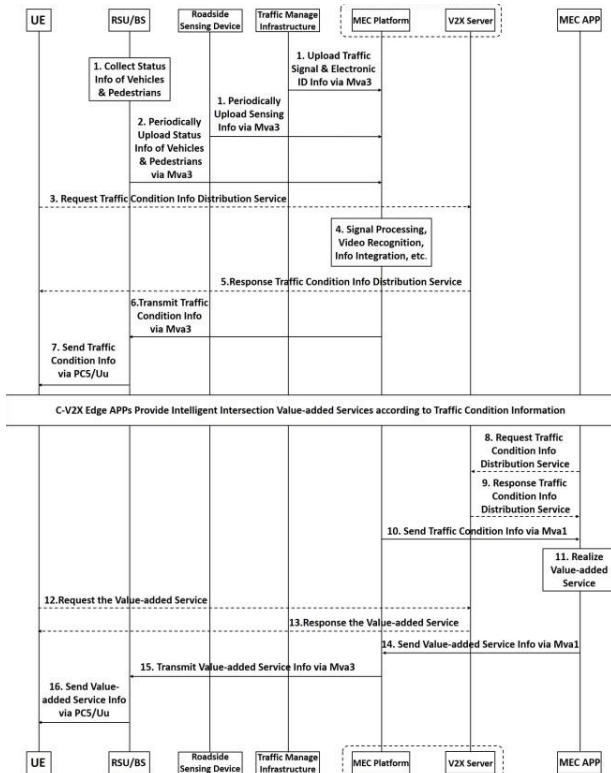 UE
RSU/BS
Roadside
Sensing Device
Traffic Manage
Infrastructure
MEC Platform
V2X Server
MEC APP
1. Collect Status
Info of Vehicles
& Pedestrians
1. Upload Traffic
Signal & Electronic
ID Info via Mva3
1. Periodically
Upload Sensing
Info via Mva3
2. Periodically
Upload Status
Info of Vehicles
& Pedestrians
via Mva3
3. Request Traffic Condition Info Distribution Service
4. Signal Processing,
Video Recognition,
Info Integration, etc.
5.Response Traffic Condition Info Distribution Service
6.Transmit Traffic
Condition Info
via Mva3
7. Send Traffic
Condition Info
via PC5/Uu
C-V2X Edge APPs Provide Intelligent Intersection Value-added Services according to Traffic Condition Information
8. Request Traffic
Condition Info
Distribution Service
9. Response Traffic
Condition Info
Distribution Service
10. Send Traffic Condition Info via Mva1
11. Realize
Value-added
Service
12.Request the Value-added Service
13.Response the Value-added Service
14. Send Value-added Service Info via Mva1
15. Transmit Value-added Service Info via Mva3
16. Send Value-
added Service Info
via PC5/Uu
UE
RSU/BS
Roadside
Sensing Device
Traffic Manage
Infrastructure
MEC Platform
V2X Server
MEC APP